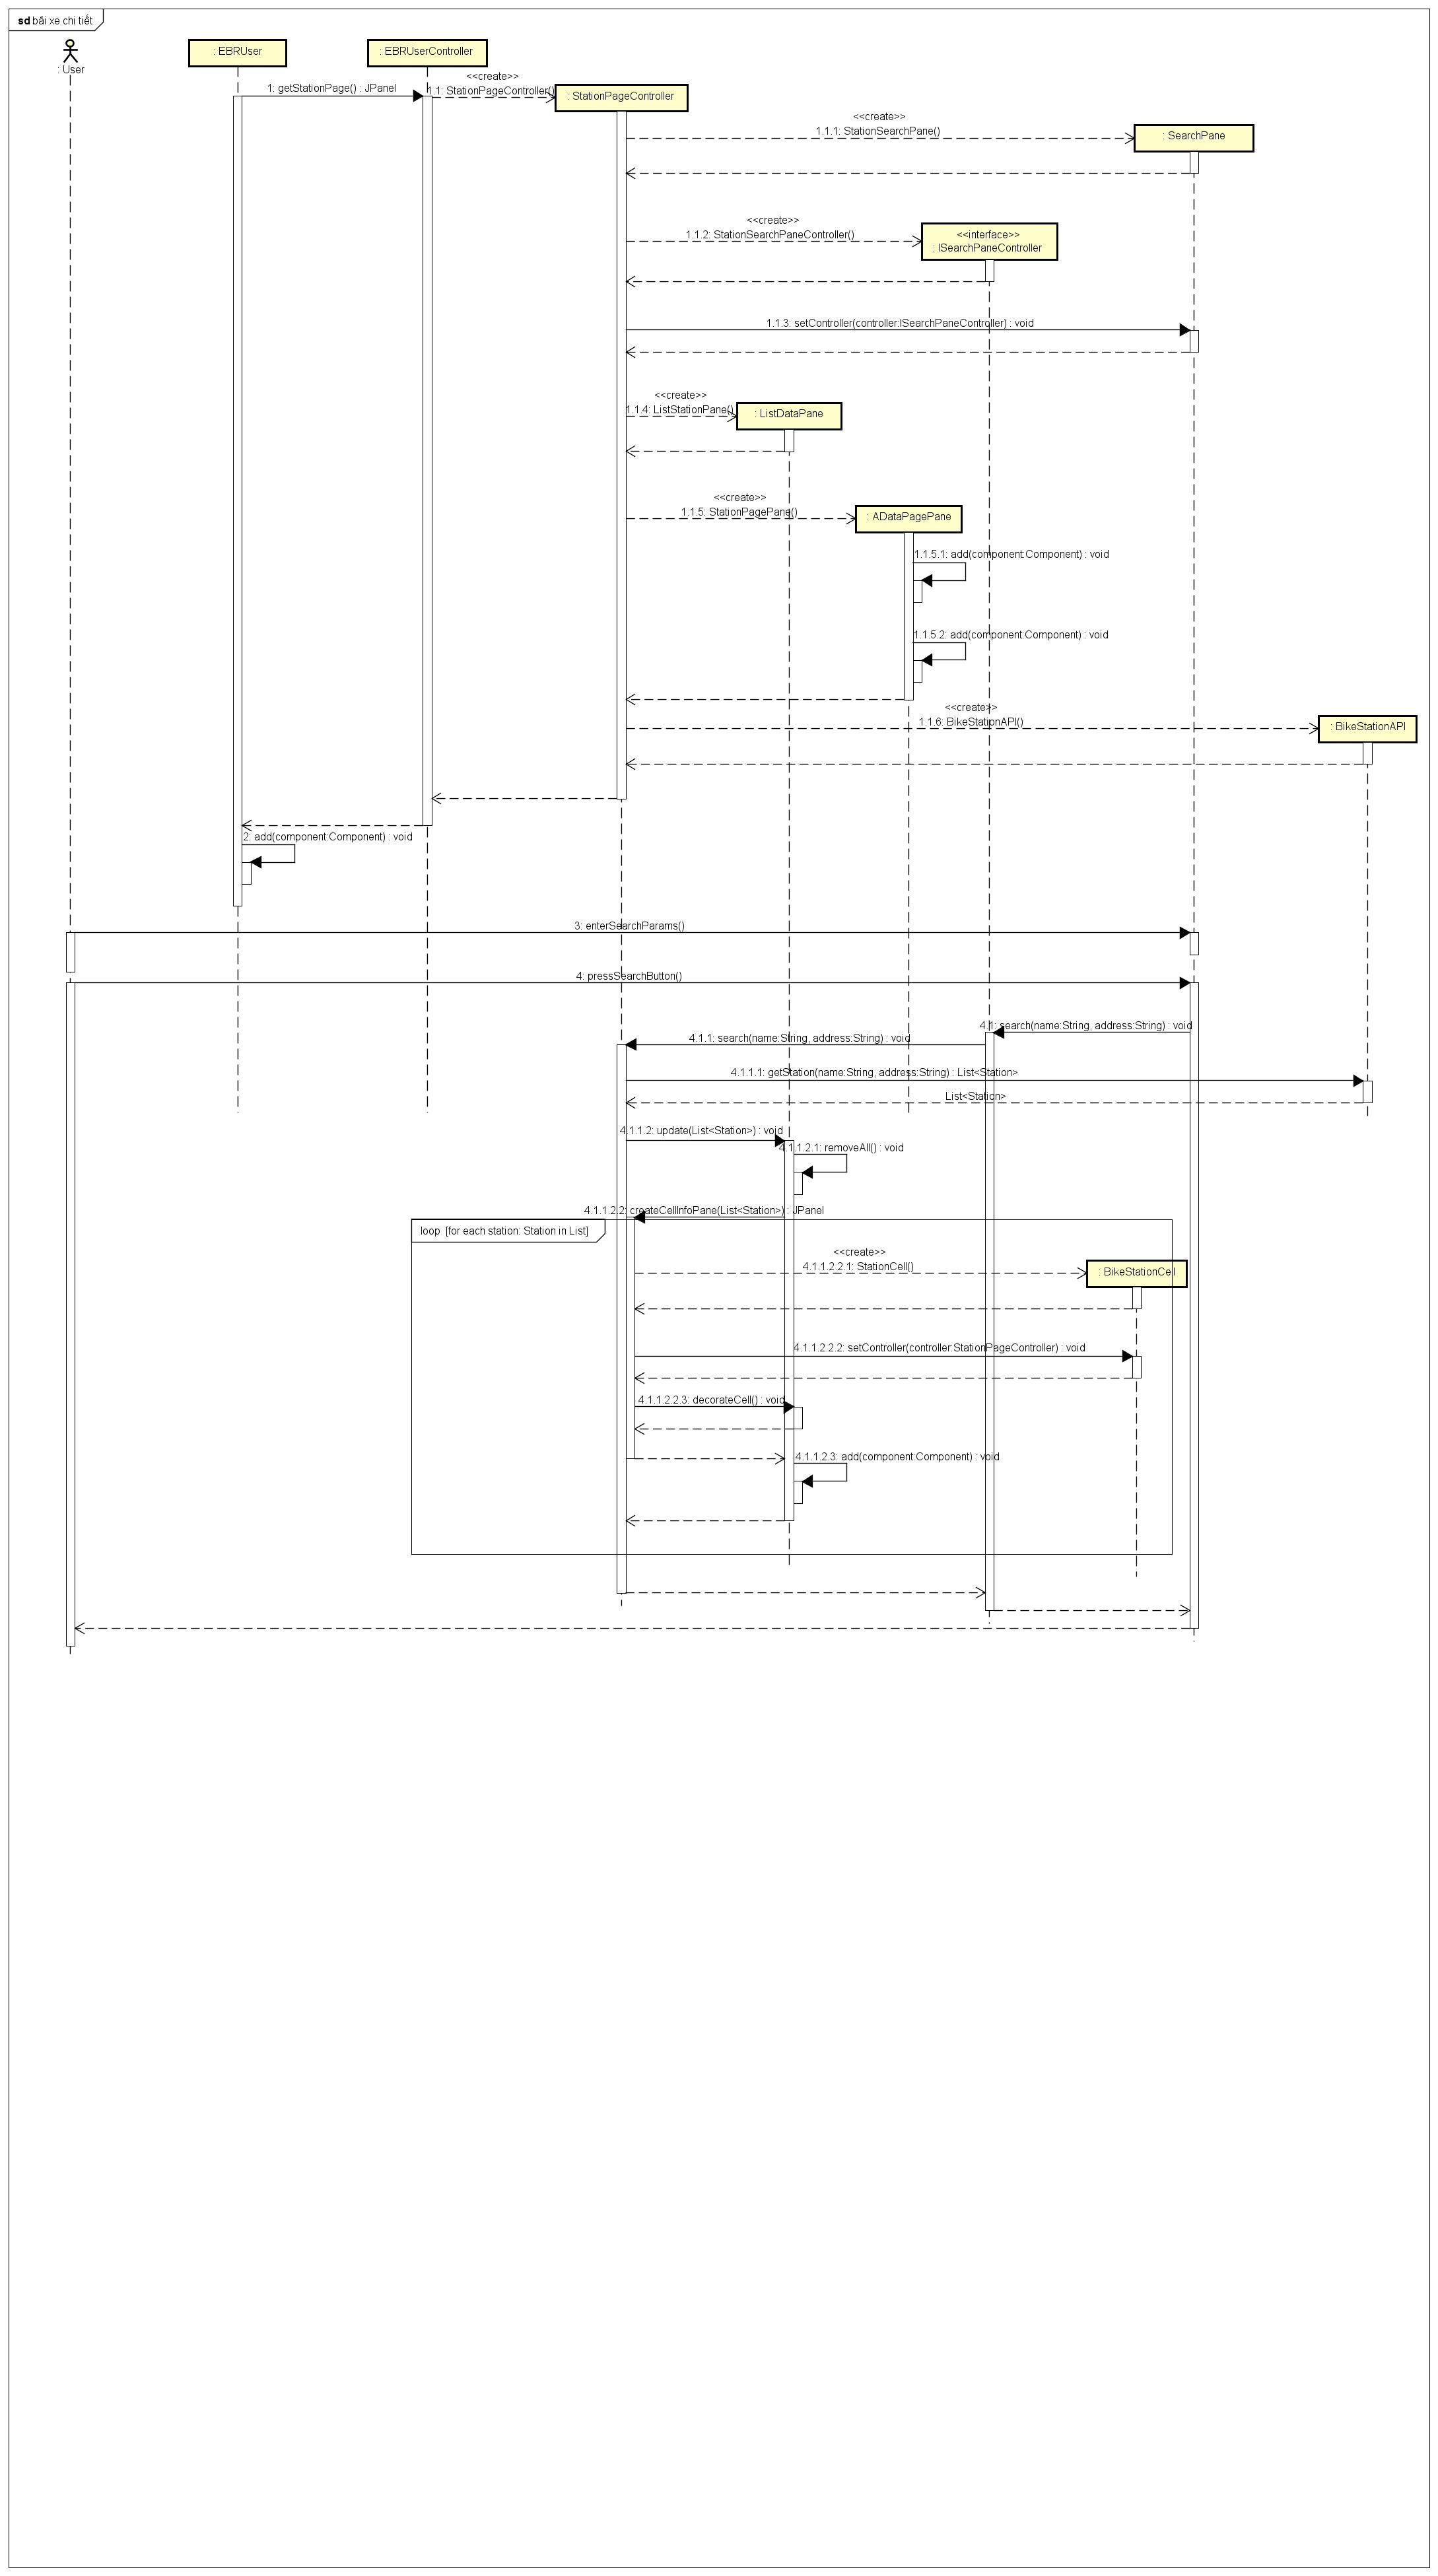 sd bãi xe chi tiết
: User
: EBRUser
: EBRUserController
1: getStationPage() : JPanel
<<create>>
1.1: StationPageController()
: StationPageController
<<create>>
1.1.1: StationSearchPane()
: SearchPane
<<create>>
1.1.2: StationSearchPaneController()
<<interface>>
: ISearchPaneController
1.1.3: setController(controller:ISearchPaneController) : void
<<create>>
1.1.4: ListStationPane()
: ListDataPane
<<create>>
1.1.5: StationPagePane()
: ADataPagePane
1.1.5.1: add(component:Component) : void
1.1.5.2: add(component:Component) : void
<<create>>
1.1.6: BikeStationAPI()
: BikeStationAPI
2: add(component:Component) : void
3: enterSearchParams()
4: pressSearchButton()
4.1: search(name:String, address:String) : void
4.1.1: search(name:String, address:String) : void
4.1.1.1: getStation(name:String, address:String) : List<Station>
List<Station>
4.1.1.2: update(List<Station>) : void
4.1.1.2.1: removeAll() : void
4.1.1.2.2: createCellInfoPane(List<Station>) : JPanel
loop [for each station: Station in List]
<<create>>
4.1.1.2.2.1: StationCell()
: BikeStationCell
4.1.1.2.2.2: setController(controller:StationPageController) : void
4.1.1.2.2.3: decorateCell() : void
4.1.1.2.3: add(component:Component) : void